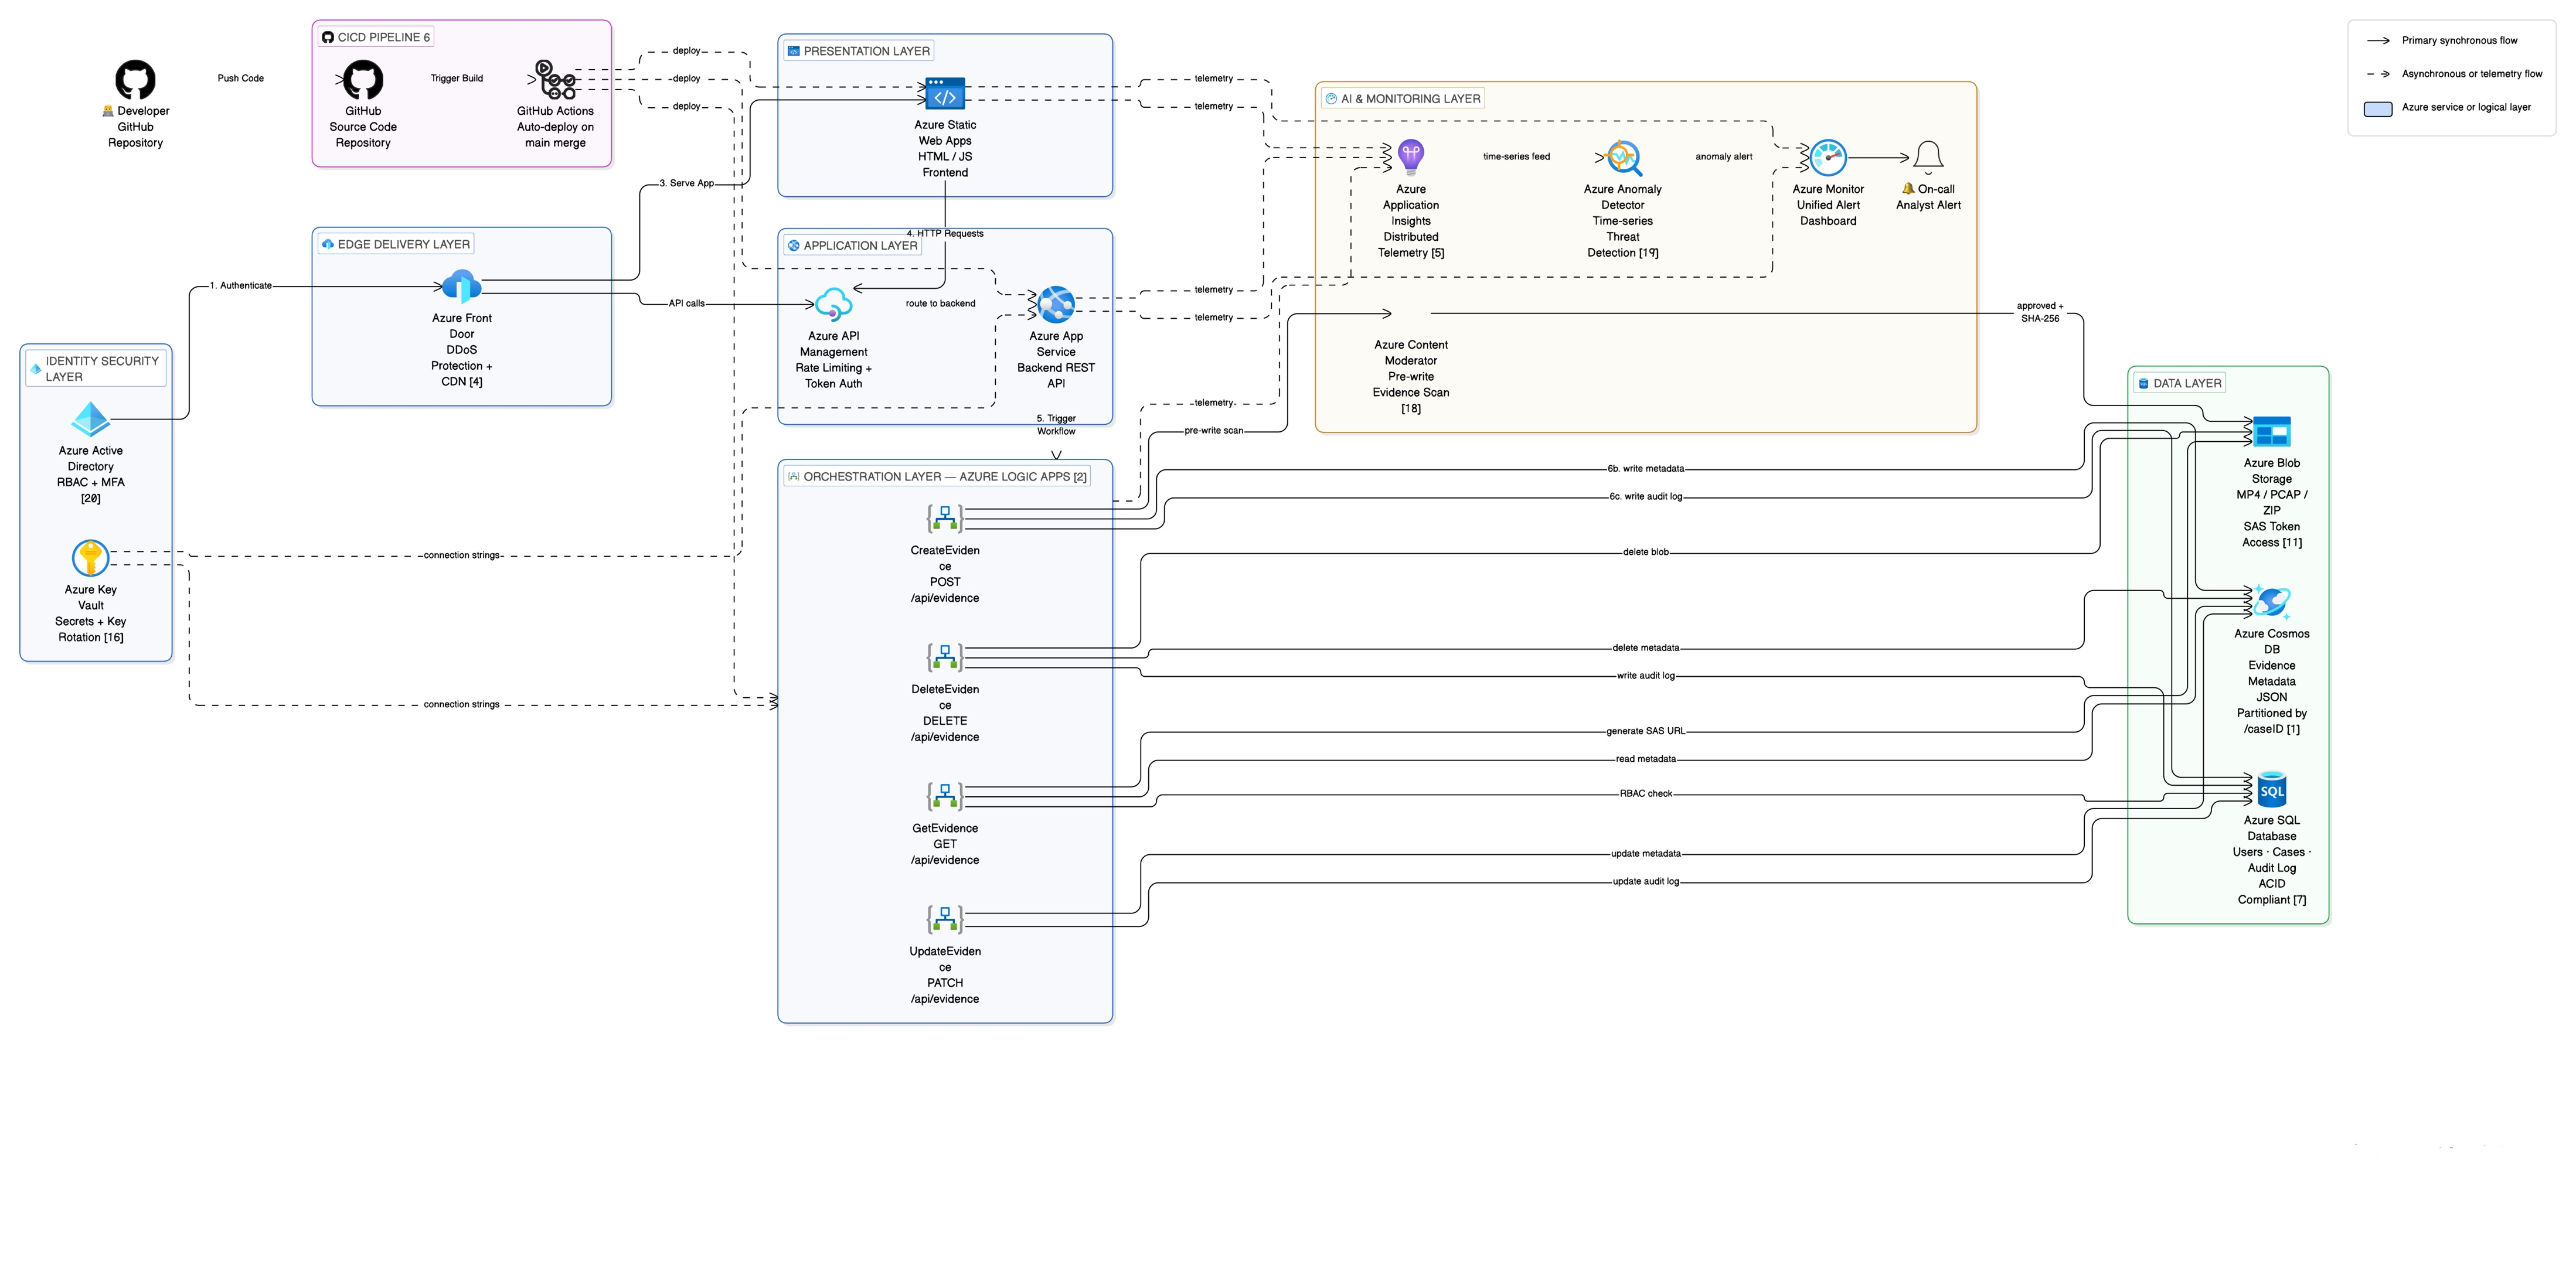 CICD PIPELINE 6
👨‍💻 Developer
GitHub
Repository
Push Code
GitHub
Source Code
Repository
Trigger Build
GitHub Actions
Auto-deploy on
main merge
deploy
deploy
deploy
PRESENTATION LAYER
Azure Static
Web Apps
HTML / JS
Frontend
telemetry
telemetry
Primary synchronous flow
Asynchronous or telemetry flow
Azure service or logical layer
AI & MONITORING LAYER
Azure
Application
Insights
Distributed
Telemetry [5]
time-series feed
Azure Anomaly
Detector
Time-series
Threat
Detection [19]
anomaly alert
Azure Monitor
Unified Alert
Dashboard
🔔 On-call
Analyst Alert
3. Serve App
EDGE DELIVERY LAYER
Azure Front
Door
DDoS
Protection +
CDN [4]
1. Authenticate
API calls
4. HTTP Requests
APPLICATION LAYER
Azure API
Management
Rate Limiting +
Token Auth
route to backend
Azure App
Service
Backend REST
API
telemetry
telemetry
5. Trigger
Workflow
telemetry
pre-write scan
Azure Content
Moderator
Pre-write
Evidence Scan
[18]
approved +
SHA-256
IDENTITY SECURITY
LAYER
Azure Active
Directory
RBAC + MFA
[20]
Azure Key
Vault
Secrets + Key
Rotation [16]
connection strings
connection strings
ORCHESTRATION LAYER — AZURE LOGIC APPS [2]
CreateEviden
ce
POST
/api/evidence
DeleteEviden
ce
DELETE
/api/evidence
GetEvidence
GET
/api/evidence
UpdateEviden
ce
PATCH
/api/evidence
6b. write metadata
6c. write audit log
delete blob
delete metadata
write audit log
generate SAS URL
read metadata
RBAC check
update metadata
update audit log
DATA LAYER
Azure Blob
Storage
MP4 / PCAP /
ZIP
SAS Token
Access [11]
Azure Cosmos
DB
Evidence
Metadata
JSON
Partitioned by
/caseID [1]
SQL
Azure SQL
Database
Users · Cases ·
Audit Log
ACID
Compliant [7]